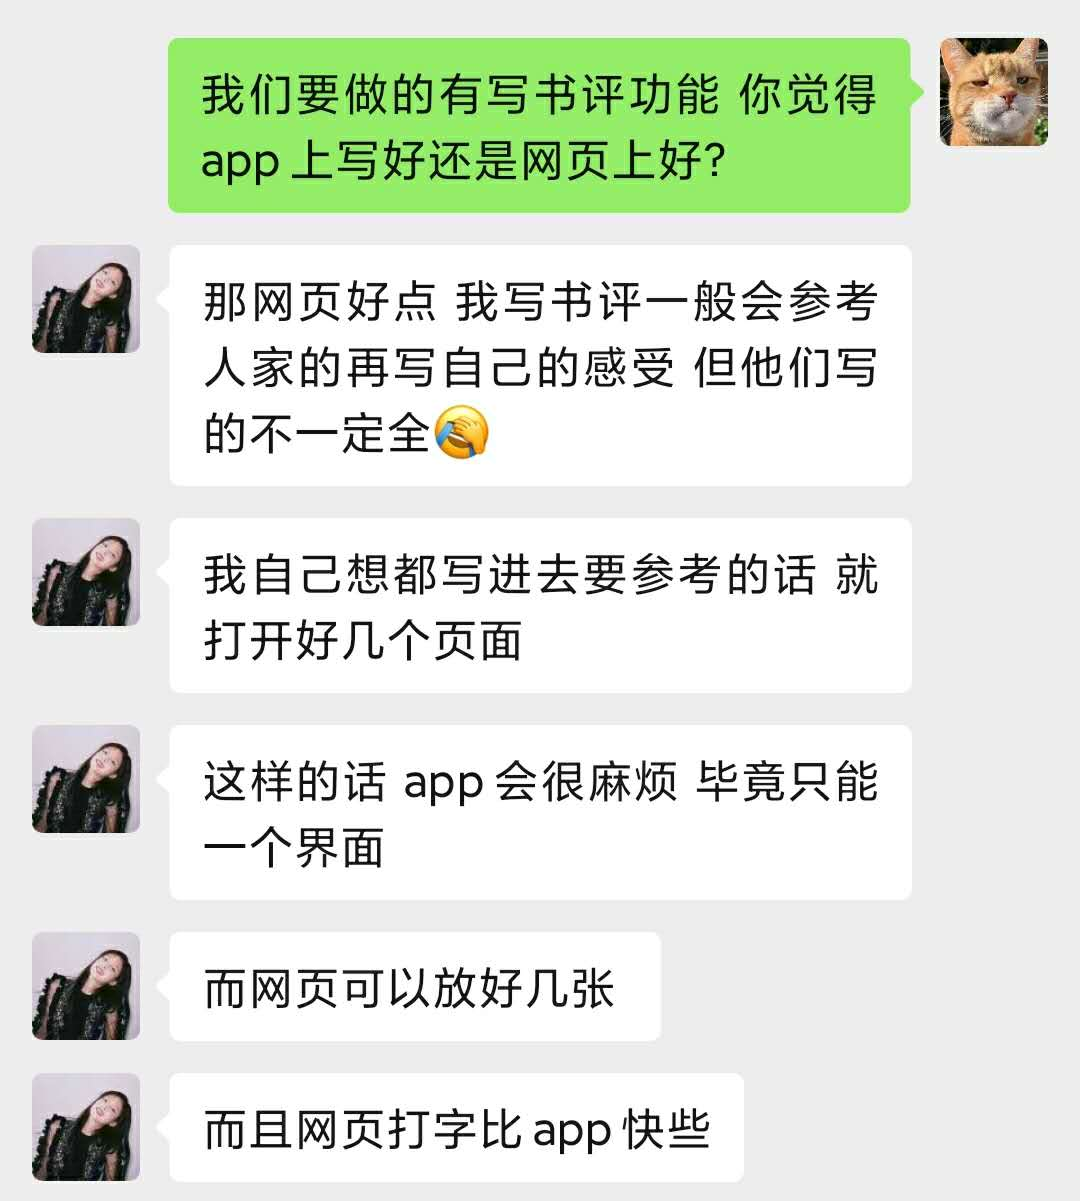 我们要做的有写书评功能 你觉得
app 上写好还是网页上好?
那网页好点 我写书评一般会参考
人家的再写自己的感受 但他们写
的不一定全🤣
我自己想都写进去要参考的话 就
打开好几个页面
这样的话 app 会很麻烦 毕竟只能
一个界面
而网页可以放好几张
而且网页打字比 app 快些